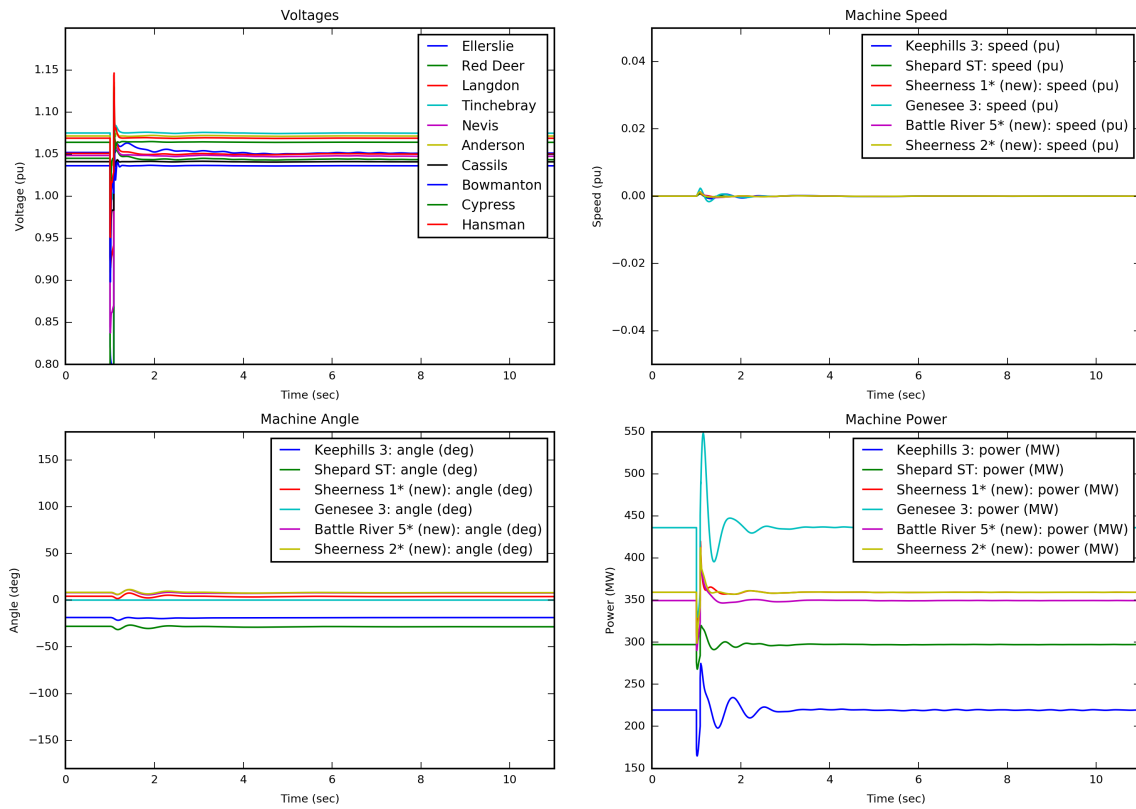 Voltages
Voltage (pu)
1.15
1.10
1.05
1.00
0.95
0.90
0.85
0.80
0
2
4
6
8
10
Time (sec)
Ellerslie
Red Deer
Langdon
Tinchebray
Nevis
Anderson
Cassils
Bowmanton
Cypress
Hansman
Machine Speed
Speed (pu)
0.04
0.02
0.00
−0.02
−0.04
0
2
4
6
8
10
Time (sec)
Keephills 3: speed (pu)
Shepard ST: speed (pu)
Sheerness 1* (new): speed (pu)
Genesee 3: speed (pu)
Battle River 5* (new): speed (pu)
Sheerness 2* (new): speed (pu)
Machine Angle
Angle (deg)
150
100
50
0
−50
−100
−150
0
2
4
6
8
10
Time (sec)
Keephills 3: angle (deg)
Shepard ST: angle (deg)
Sheerness 1* (new): angle (deg)
Genesee 3: angle (deg)
Battle River 5* (new): angle (deg)
Sheerness 2* (new): angle (deg)
Machine Power
Power (MW)
550
500
450
400
350
300
250
200
150
0
2
4
6
8
10
Time (sec)
Keephills 3: power (MW)
Shepard ST: power (MW)
Sheerness 1* (new): power (MW)
Genesee 3: power (MW)
Battle River 5* (new): power (MW)
Sheerness 2* (new): power (MW)